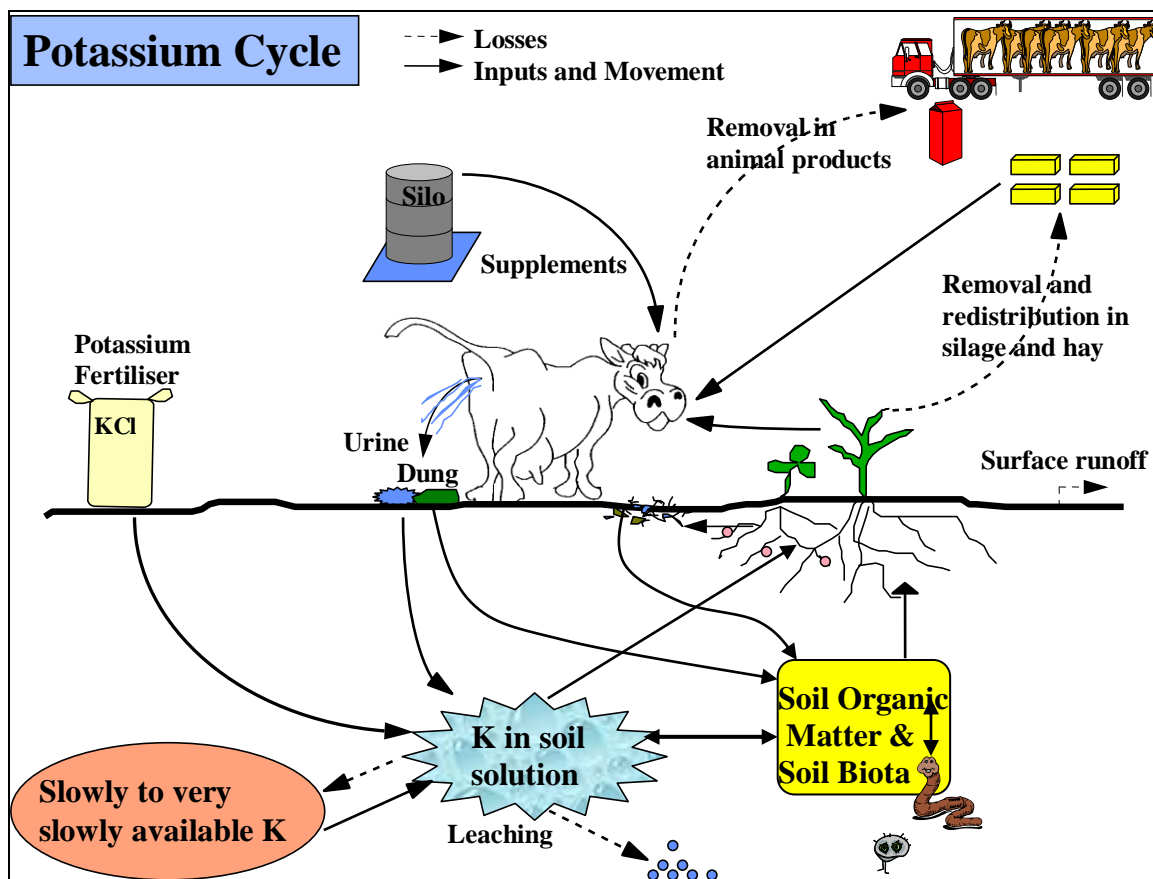 Potassium Cycle
Losses
Inputs and Movement
Removal in
animal products
Silo
Supplements
Removal and
redistribution in
silage and hay
Potassium
Fertiliser
KCl
Urine
Dung
Surface runoff
K in soil
solution
Soil Organic
Matter &
Soil Biota
Slowly to very
slowly available K
Leaching